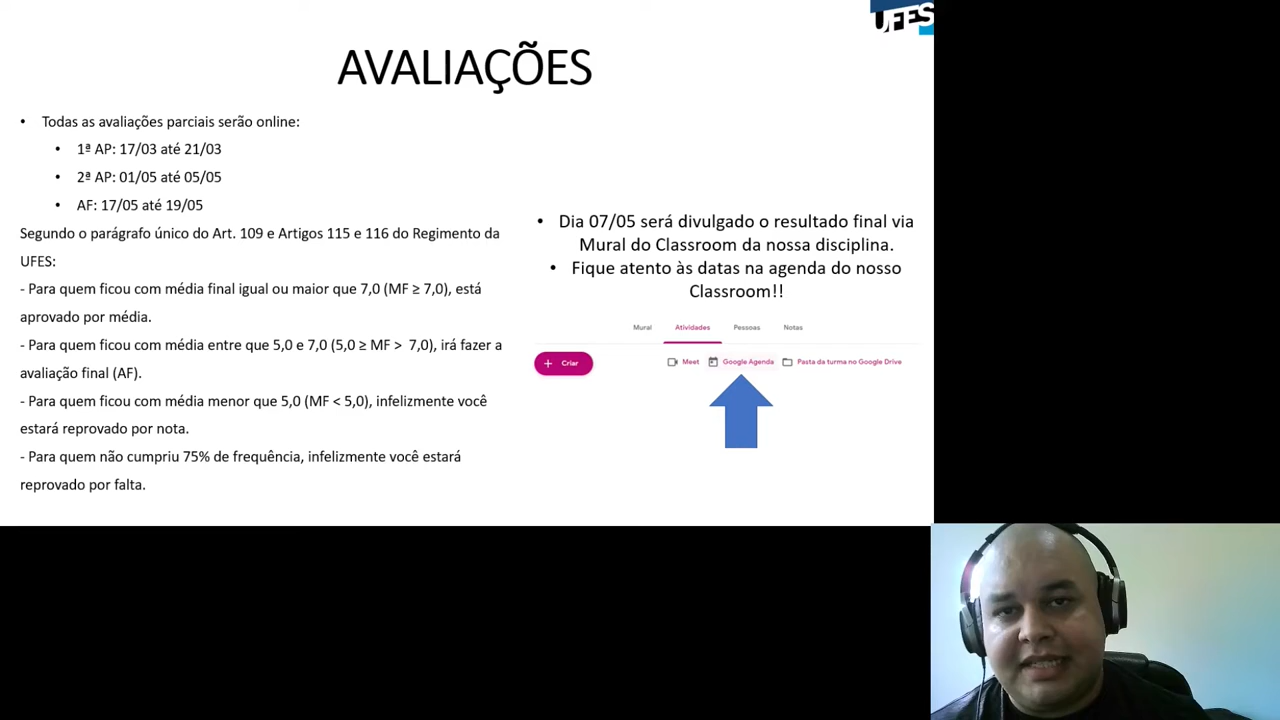 UFES
AVALIAÇÕES
• Todas as avaliações parciais serão online:
• 1ª AP: 17/03 até 21/03
• 2ª AP: 01/05 até 05/05
• AF: 17/05 até 19/05
Segundo o parágrafo único do Art. 109 e Artigos 115 e 116 do Regimento da
UFES:
- Para quem ficou com média final igual ou maior que 7,0 (MF ≥ 7,0), está
aprovado por média.
- Para quem ficou com média entre que 5,0 e 7,0 (5,0 ≥ MF > 7,0), irá fazer a
avaliação final (AF).
- Para quem ficou com média menor que 5,0 (MF < 5,0), infelizmente você
estará reprovado por nota.
- Para quem não cumpriu 75% de frequência, infelizmente você estará
reprovado por falta.
• Dia 07/05 será divulgado o resultado final via
Mural do Classroom da nossa disciplina.
• Fique atento às datas na agenda do nosso
Classroom!!
Mural Atividades Pessoas Notas
+ Criar Meet Google Agenda Pasta da turma no Google Drive